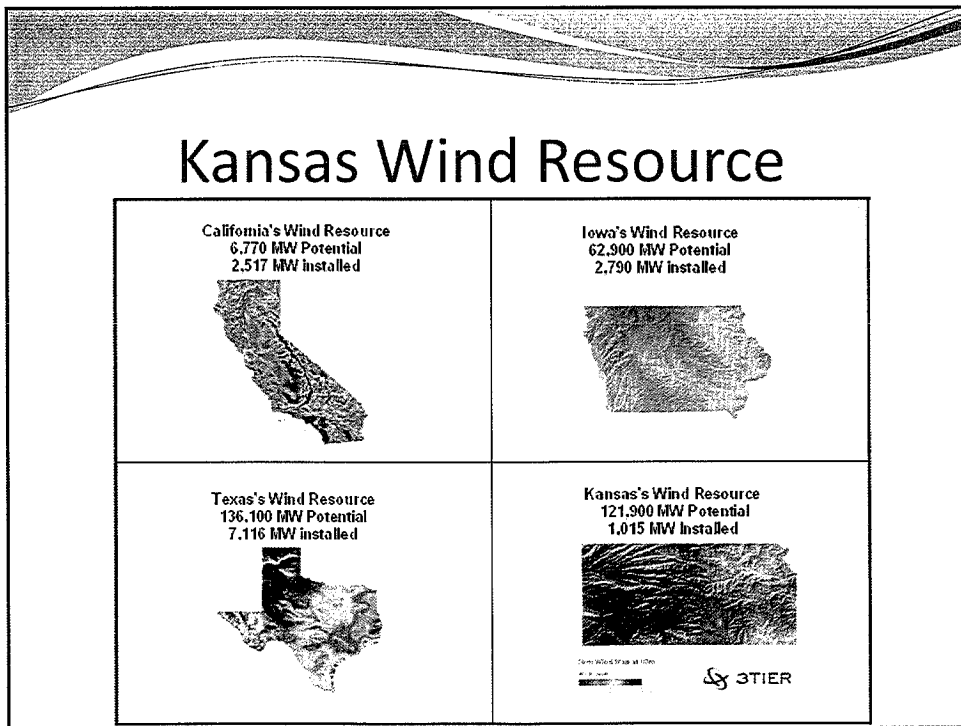 Kansas Wind Resource
California's Wind Resource
6,770 MW Potential
2,517 MW installed
Iowa's Wind Resource
62,900 MW Potential
2,790 MW installed
Texas's Wind Resource
136,100 MW Potential
7,116 MW installed
Kansas's Wind Resource
121,900 MW Potential
1,015 MW Installed
3TIER